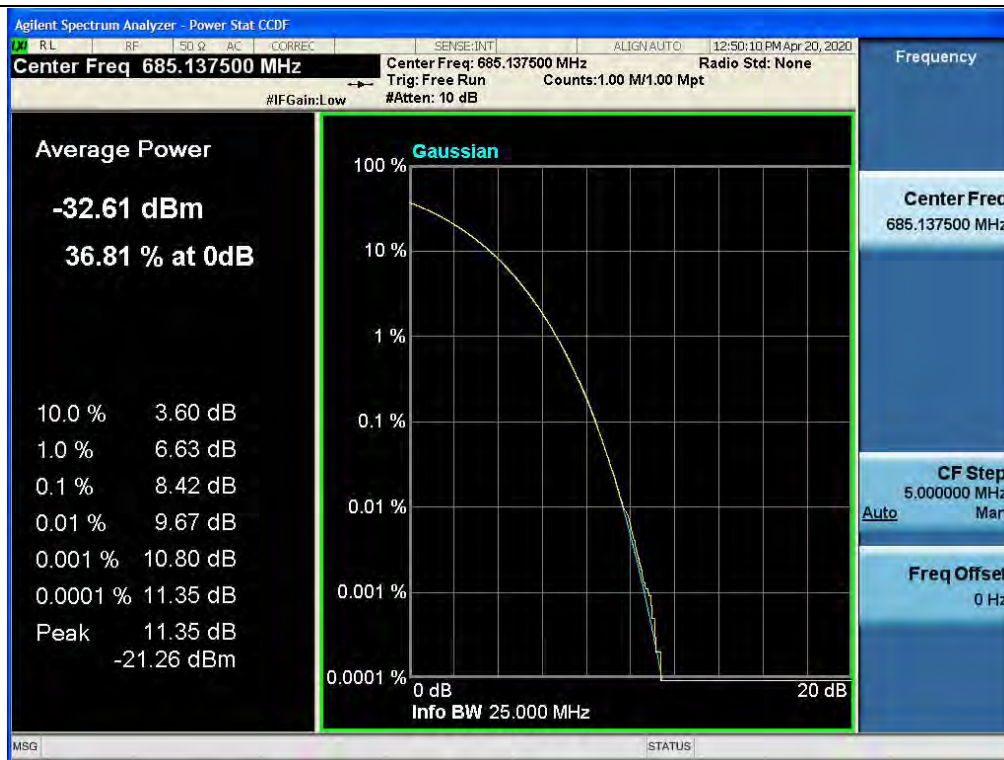 Agilent Spectrum Analyzer - Power Stat CCDF
RL RF 50 Ω AC CORREC SENSE:INT ALIGN AUTO 12:50:10 PM Apr 20, 2020
Center Freq 685.137500 MHz
Center Freq: 685.137500 MHz Radio Std: None
Trig: Free Run Counts:1.00 M/1.00 Mpt
#IFGain:Low #Atten: 10 dB
Average Power
-32.61 dBm
36.81 % at 0dB
10.0 % 3.60 dB
1.0 % 6.63 dB
0.1 % 8.42 dB
0.01 % 9.67 dB
0.001 % 10.80 dB
0.0001 % 11.35 dB
Peak 11.35 dB
-21.26 dBm
Gaussian
100 %
10 %
1 %
0.1 %
0.01 %
0.001 %
0.0001 %
0 dB 20 dB
Info BW 25.000 MHz
Frequency
Center Freq
685.137500 MHz
CF Step
5.000000 MHz
Auto Man
Freq Offset
0 Hz
MSG STATUS